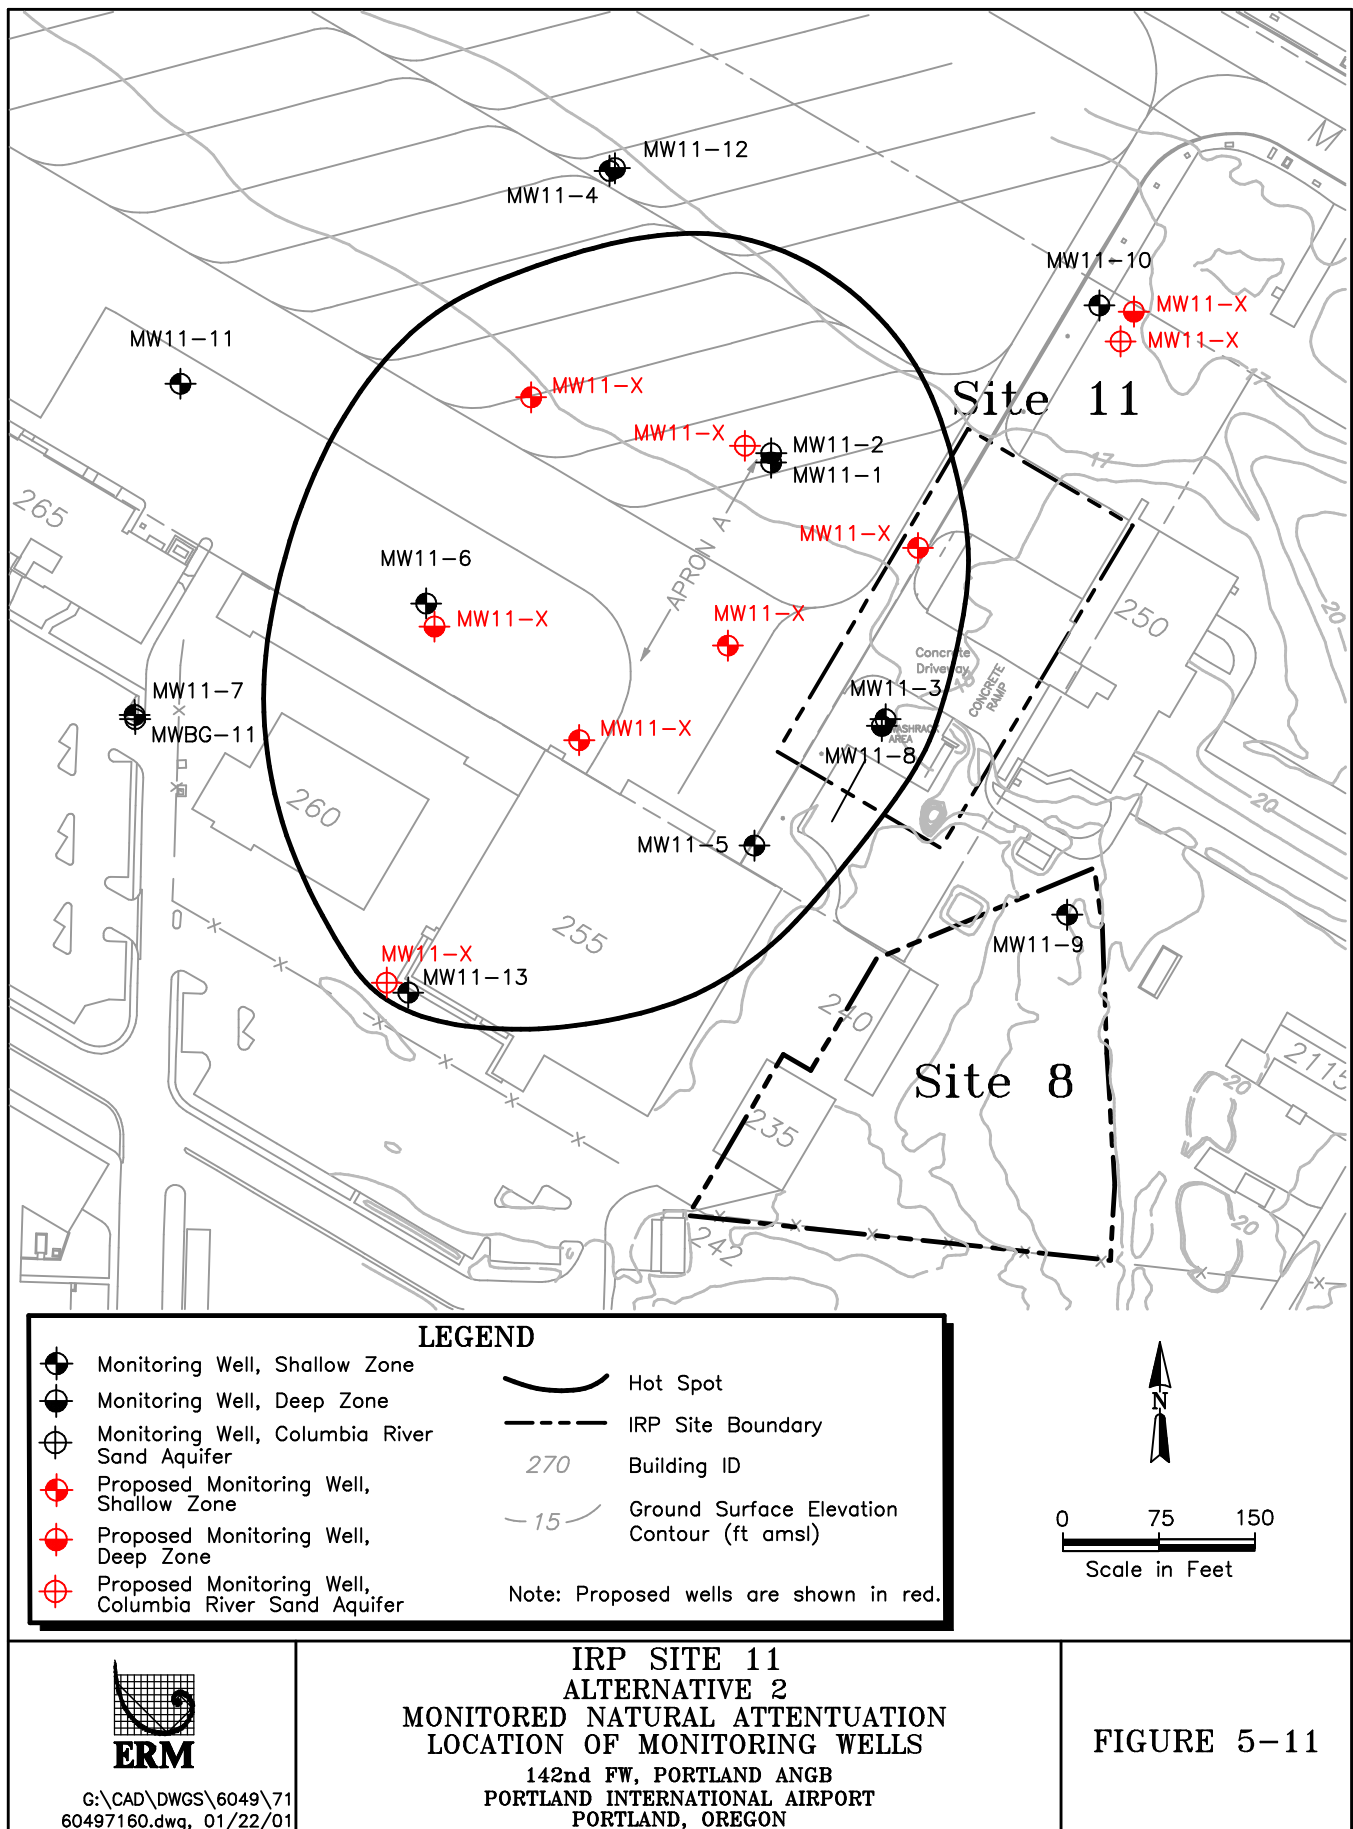 M
MW11-12
MW11-4
MW11-10
MW11-X
MW11-X
MW11-11
17
MW11-X
Site 11
MW11-X
MW11-2
MW11-1
17
265
MW11-X
APRON A
MW11-6
MW11-X
MW11-X
250
20
Concrete
Driveway
CONCRETE
RAMP
MW11-3
WASHRACK
AREA
MW11-8
MW11-7
MWBG-11
MW11-X
260
20
MW11-5
255
MW11-9
MW11-X
MW11-13
240
Site 8
2115
20
235
20
242
LEGEND
Monitoring Well, Shallow Zone
Monitoring Well, Deep Zone
Monitoring Well, Columbia River
Sand Aquifer
Proposed Monitoring Well,
Shallow Zone
Proposed Monitoring Well,
Deep Zone
Proposed Monitoring Well,
Columbia River Sand Aquifer
Hot Spot
IRP Site Boundary
270 Building ID
15 Ground Surface Elevation
Contour (ft amsl)
Note: Proposed wells are shown in red.
N
0 75 150
Scale in Feet
ERM
G:\CAD\DWGS\6049\71
60497160.dwg, 01/22/01
IRP SITE 11
ALTERNATIVE 2
MONITORED NATURAL ATTENTUATION
LOCATION OF MONITORING WELLS
142nd FW, PORTLAND ANGB
PORTLAND INTERNATIONAL AIRPORT
PORTLAND, OREGON
FIGURE 5-11